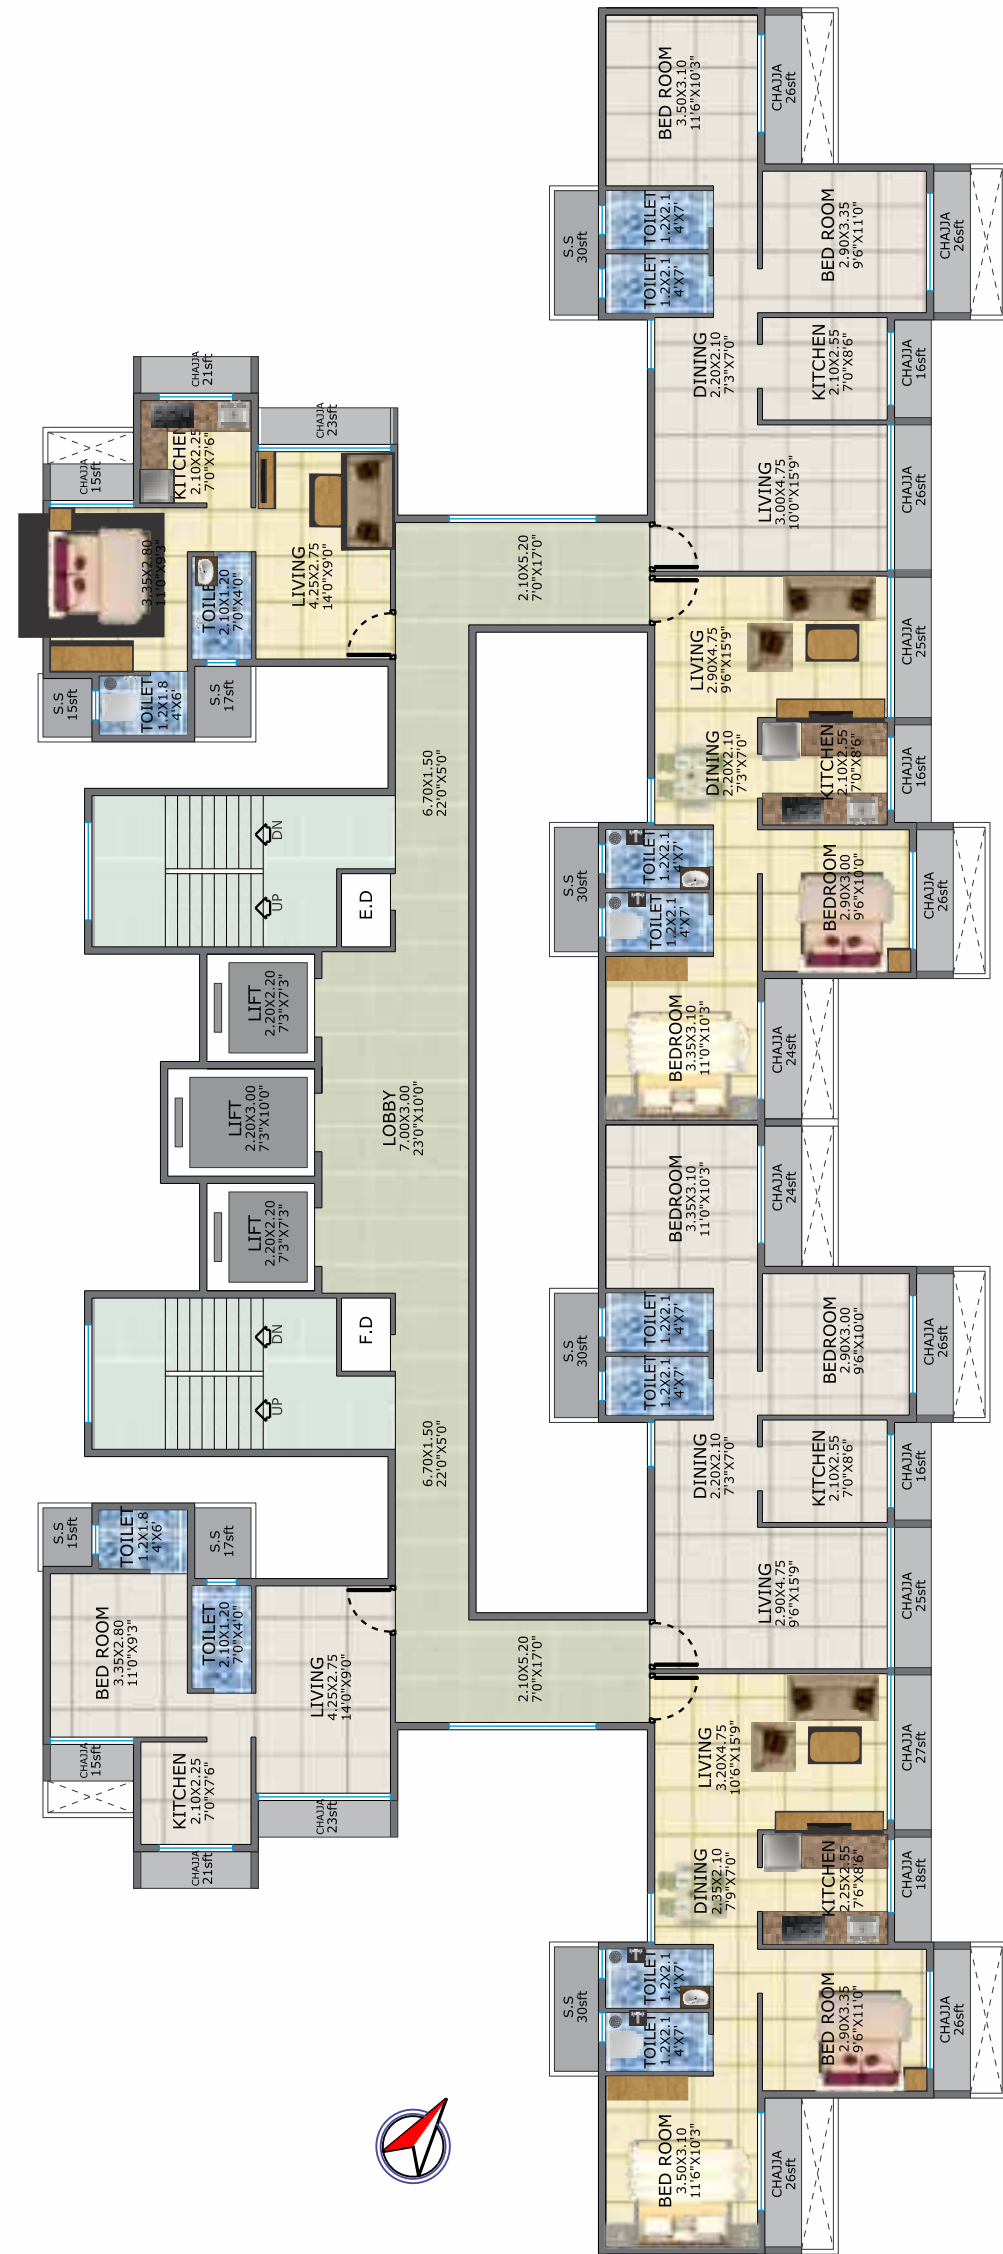 BED ROOM
3.50X3.10
11'6"X10'3"
CHAJJA
26sft
S.S
30sft
TOILET
1.2X2.1
4'X7'
TOILET
1.2X2.1
4'X7'
BED ROOM
2.90X3.35
9'6"X11'0"
CHAJJA
26sft
DINING
2.20X2.10
7'3"X7'0"
KITCHEN
2.10X2.55
7'0"X8'6"
CHAJJA
16sft
LIVING
3.00X4.75
10'0"X15'9"
CHAJJA
26sft
CHAJJA
21sft
CHAJJA
23sft
CHAJJA
15sft
KITCHEN
2.10X2.25
7'0"X7'6"
3.35X2.80
11'0"X9'3"
TOILET
2.10X1.20
7'0"X4'0"
LIVING
4.25X2.75
14'0"X9'0"
S.S
15sft
TOILET
1.2X1.8
4'X6'
S.S
17sft
2.10X5.20
7'0"X17'0"
LIVING
2.90X4.75
9'6"X15'9"
CHAJJA
25sft
DINING
2.20X2.10
7'3"X7'0"
KITCHEN
2.10X2.55
7'0"X8'6"
CHAJJA
16sft
6.70X1.50
22'0"X5'0"
DN
UP
E.D
S.S
30sft
TOILET
1.2X2.1
4'X7'
TOILET
1.2X2.1
4'X7'
BEDROOM
2.90X3.00
9'6"X10'0"
CHAJJA
26sft
BEDROOM
3.35X3.10
11'0"X10'3"
CHAJJA
24sft
LIFT
2.20X2.20
7'3"X7'3"
LIFT
2.20X3.00
7'3"X10'0"
LOBBY
7.00X3.00
23'0"X10'0"
LIFT
2.20X2.20
7'3"X7'3"
BEDROOM
3.35X3.10
11'0"X10'3"
CHAJJA
24sft
DN
UP
F.D
S.S
30sft
TOILET
1.2X2.1
4'X7'
TOILET
1.2X2.1
4'X7'
BEDROOM
2.90X3.00
9'6"X10'0"
CHAJJA
26sft
6.70X1.50
22'0"X5'0"
DINING
2.20X2.10
7'3"X7'0"
KITCHEN
2.10X2.55
7'0"X8'6"
CHAJJA
16sft
LIVING
2.90X4.75
9'6"X15'9"
CHAJJA
25sft
S.S
15sft
TOILET
1.2X1.8
4'X6'
S.S
17sft
BED ROOM
3.35X2.80
11'0"X9'3"
TOILET
2.10X1.20
7'0"X4'0"
LIVING
4.25X2.75
14'0"X9'0"
2.10X5.20
7'0"X17'0"
CHAJJA
15sft
KITCHEN
2.10X2.25
7'0"X7'6"
CHAJJA
23sft
CHAJJA
21sft
LIVING
3.20X4.75
10'6"X15'9"
CHAJJA
27sft
DINING
2.35X2.10
7'9"X7'0"
KITCHEN
2.25X2.55
7'6"X8'6"
CHAJJA
18sft
S.S
30sft
TOILET
1.2X2.1
4'X7'
TOILET
1.2X2.1
4'X7'
BED ROOM
2.90X3.35
9'6"X11'0"
CHAJJA
26sft
BED ROOM
3.50X3.10
11'6"X10'3"
CHAJJA
26sft